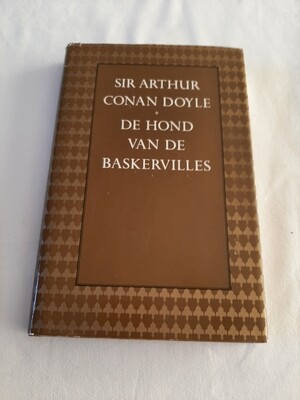 SIR ARTHUR
CONAN DOYLE
DE HOND
VAN DE
BASKERVILLES